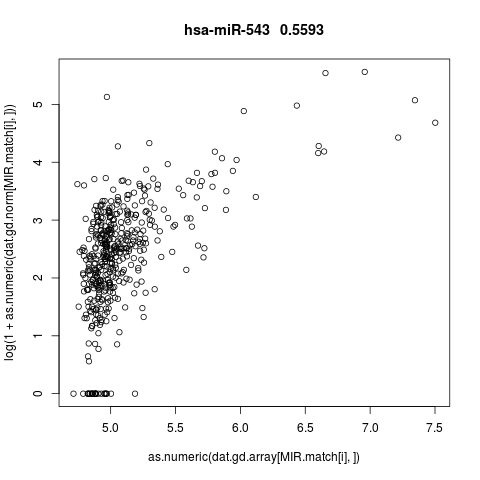 hsa-miR-543 0.5593
log(1 + as.numeric(dat.gd.norm[MIR.match[i], ]))
5
4
3
2
1
0
5.0 5.5 6.0 6.5 7.0 7.5
as.numeric(dat.gd.array[MIR.match[i], ])